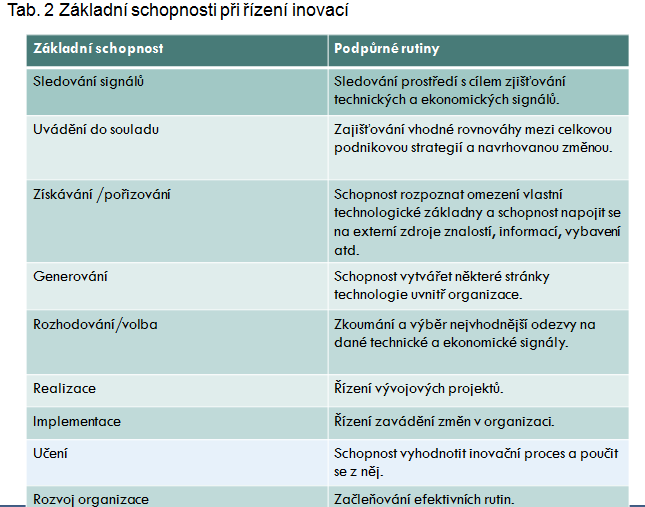 Tab. 2 Základní schopnosti při řízení inovací
Základní schopnost
Podpůrné rutiny
Sledování signálů
Sledování prostředí s cílem zjišťování
technických a ekonomických signálů.
Uvádění do souladu
Zajišťování vhodné rovnováhy mezi celkovou
podnikovou strategií a navrhovanou změnou.
Získávání /pořizování
Schopnost rozpoznat omezení vlastní
technologické základny a schopnost napojit se
na externí zdroje znalostí, informací, vybavení
atd.
Generování
Schopnost vytvářet některé stránky
technologie uvnitř organizace.
Rozhodování/volba
Zkoumání a výběr nejvhodnější odezvy na
dané technické a ekonomické signály.
Realizace
Řízení vývojových projektů.
Implementace
Řízení zavádění změn v organizaci.
Učení
Schopnost vyhodnotit inovační proces a poučit
se z něj.
Rozvoj organizace
Začleňování efektivních rutin.